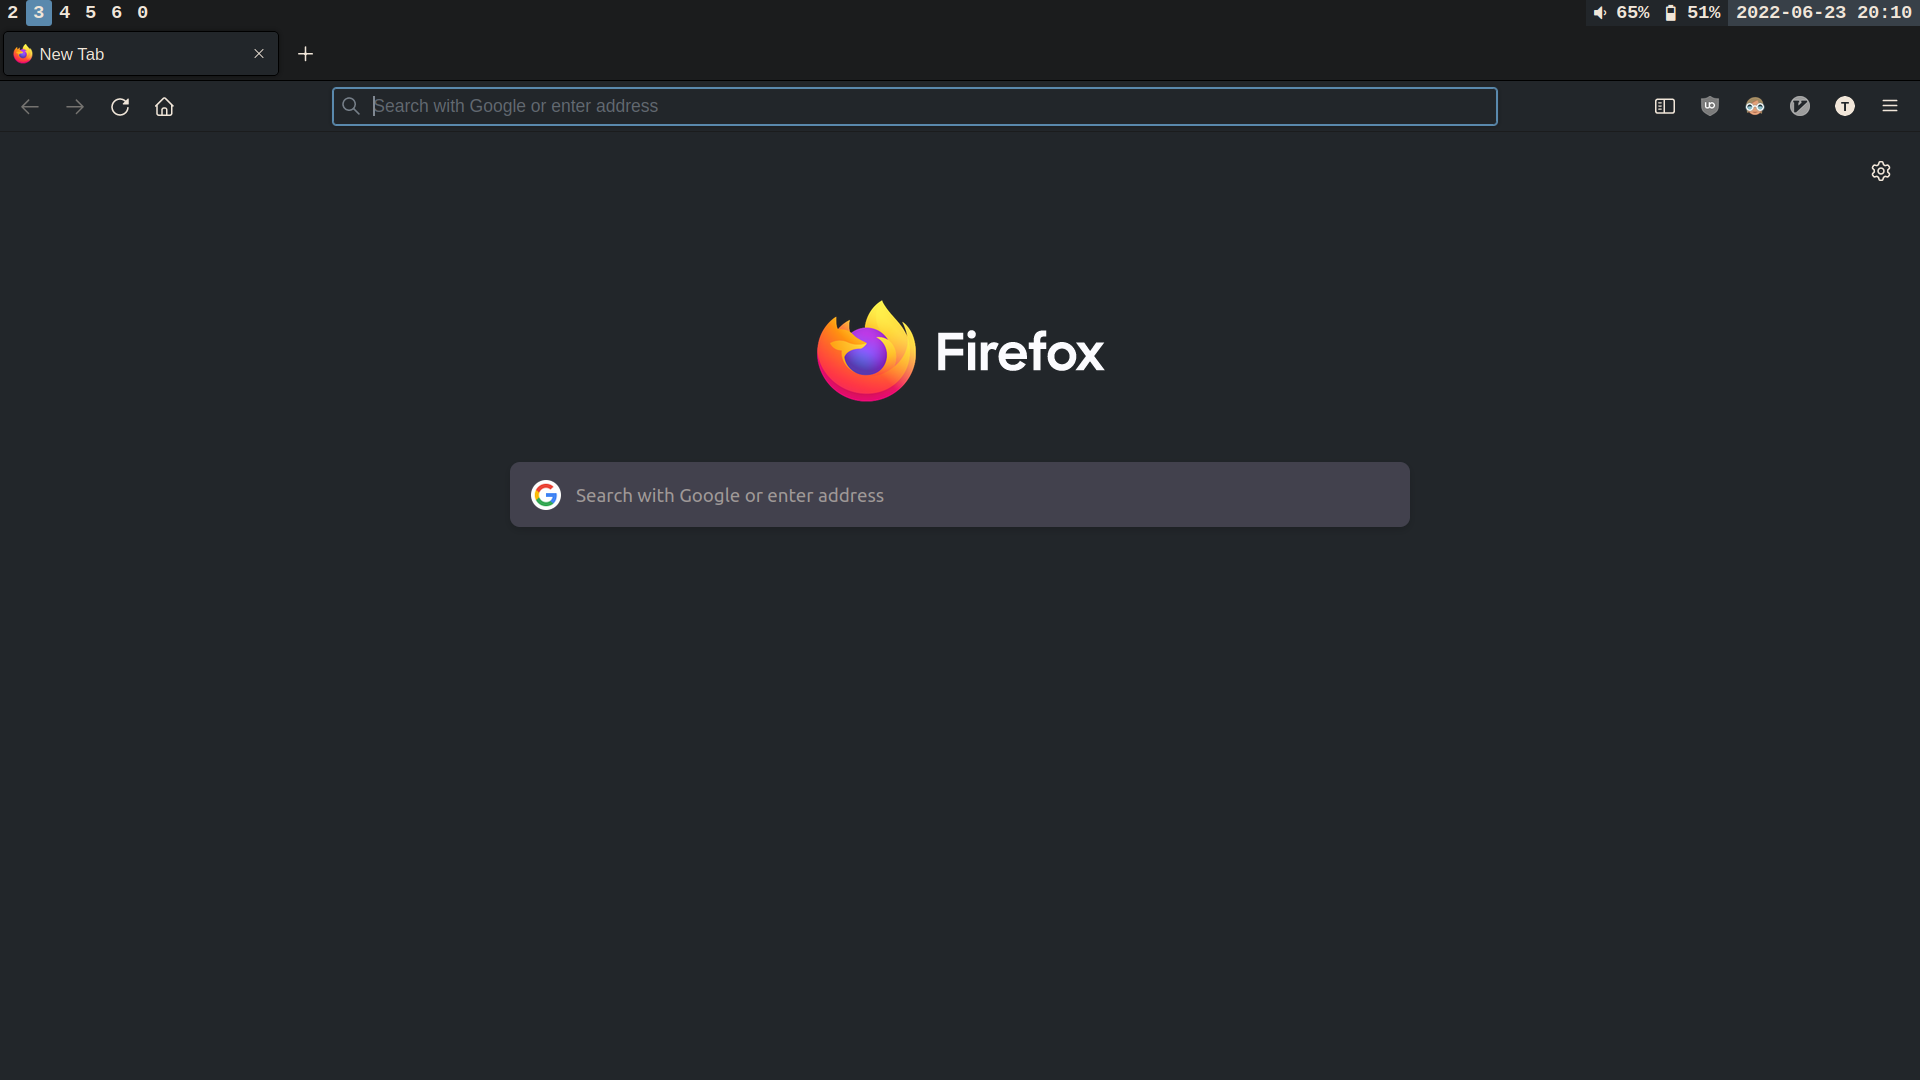 2 3 4 5 6 0
65% 51% 2022-06-23 20:10
New Tab
Search with Google or enter address
T
Firefox
Search with Google or enter address